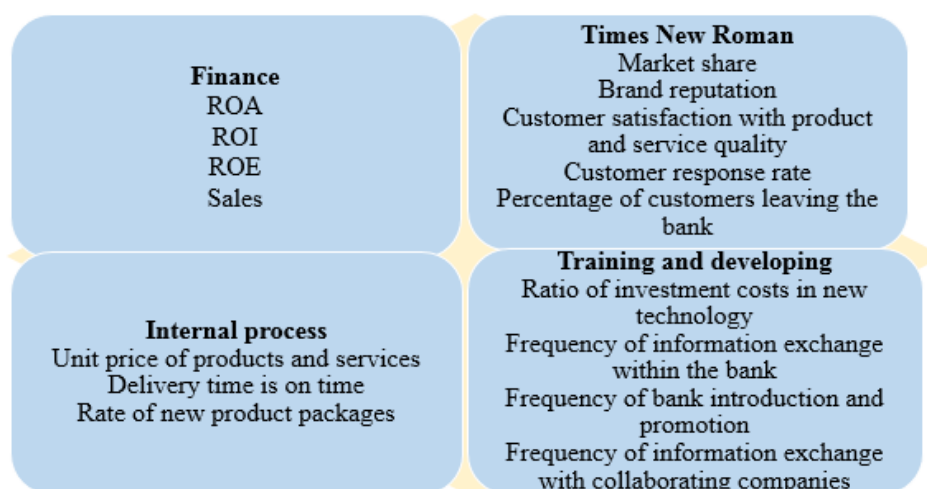 Finance
ROA
ROI
ROE
Sales
Times New Roman
Market share
Brand reputation
Customer satisfaction with product
and service quality
Customer response rate
Percentage of customers leaving the
bank
Internal process
Unit price of products and services
Delivery time is on time
Rate of new product packages
Training and developing
Ratio of investment costs in new
technology
Frequency of information exchange
within the bank
Frequency of bank introduction and
promotion
Frequency of information exchange
with collaborating companies